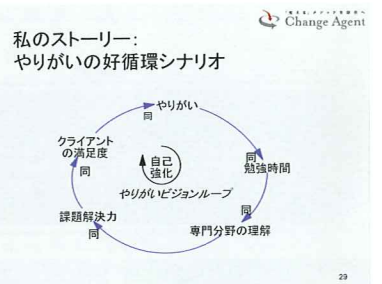 Change Agent
私のストーリー:
やりがいの好循環シナリオ
やりがい
同
クライアント
の満足度
同
自己
強化
同
勉強時間
やりがいビジョンループ
課題解決力
同
同
専門分野の理解
29